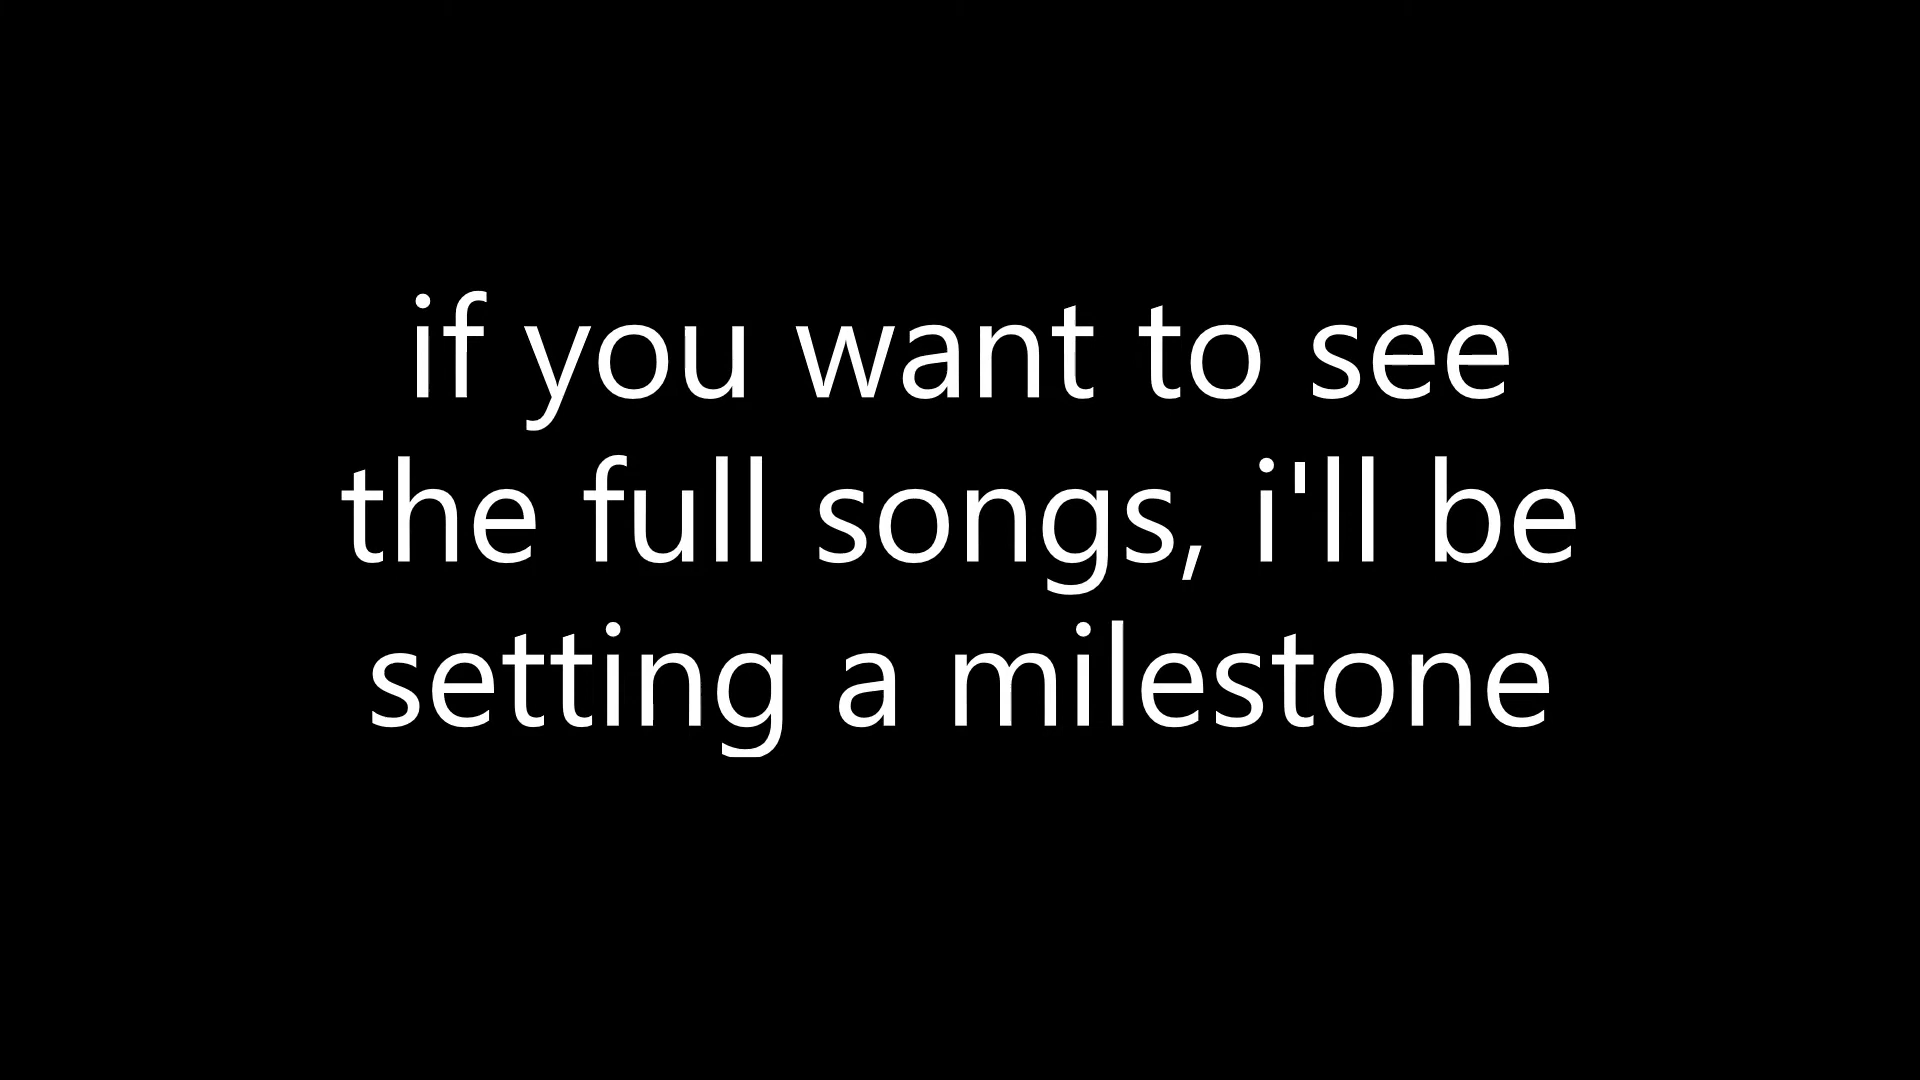 if you want to see
the full songs, i'll be
setting a milestone